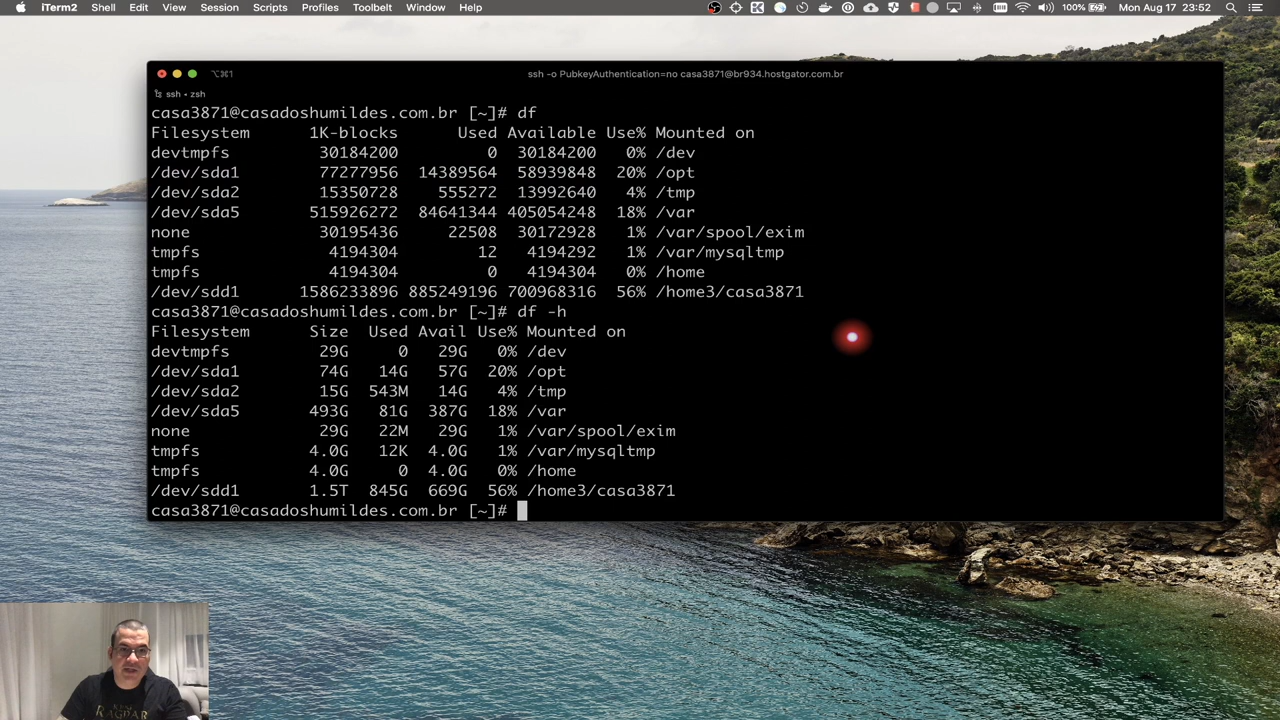 iTerm2 Shell Edit View Session Scripts Profiles Toolbelt Window Help 100% Mon Aug 17 23:52
⌥⌘1 ssh -o PubkeyAuthentication=no casa3871@br934.hostgator.com.br
ssh • zsh
casa3871@casadoshumildes.com.br [~]# df
Filesystem 1K-blocks Used Available Use% Mounted on
devtmpfs 30184200 0 30184200 0% /dev
/dev/sda1 77277956 14389564 58939848 20% /opt
/dev/sda2 15350728 555272 13992640 4% /tmp
/dev/sda5 515926272 84641344 405054248 18% /var
none 30195436 22508 30172928 1% /var/spool/exim
tmpfs 4194304 12 4194292 1% /var/mysqltmp
tmpfs 4194304 0 4194304 0% /home
/dev/sdd1 1586233896 885249196 700968316 56% /home3/casa3871
casa3871@casadoshumildes.com.br [~]# df -h
Filesystem Size Used Avail Use% Mounted on
devtmpfs 29G 0 29G 0% /dev
/dev/sda1 74G 14G 57G 20% /opt
/dev/sda2 15G 543M 14G 4% /tmp
/dev/sda5 493G 81G 387G 18% /var
none 29G 22M 29G 1% /var/spool/exim
tmpfs 4.0G 12K 4.0G 1% /var/mysqltmp
tmpfs 4.0G 0 4.0G 0% /home
/dev/sdd1 1.5T 845G 669G 56% /home3/casa3871
casa3871@casadoshumildes.com.br [~]#
RAGNAR